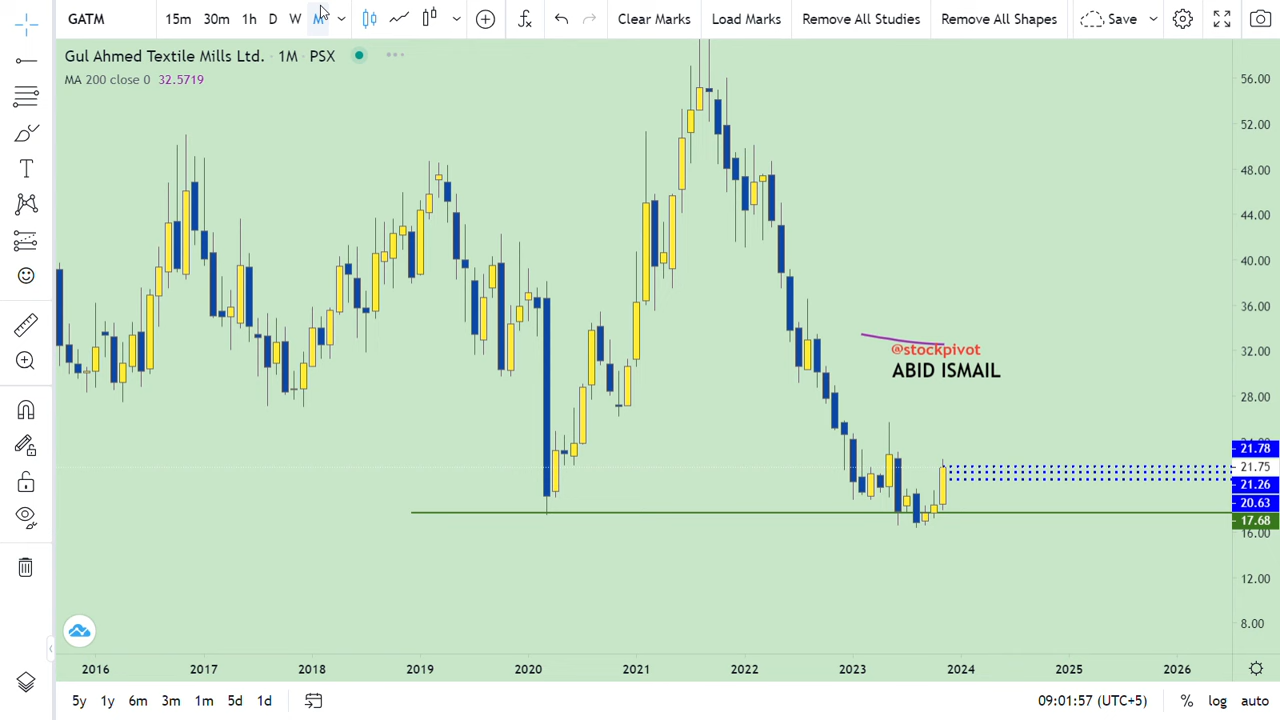 GATM 15m 30m 1h D W M Clear Marks Load Marks Remove All Studies Remove All Shapes Save
Gul Ahmed Textile Mills Ltd. · 1M · PSX
MA 200 close 0 32.5719
56.00
52.00
48.00
44.00
40.00
36.00
32.00
@stockpivot
ABID ISMAIL
28.00
21.78
21.75
21.26
20.63
17.68
16.00
12.00
8.00
2016 2017 2018 2019 2020 2021 2022 2023 2024 2025 2026
5y 1y 6m 3m 1m 5d 1d 09:01:57 (UTC+5) % log auto